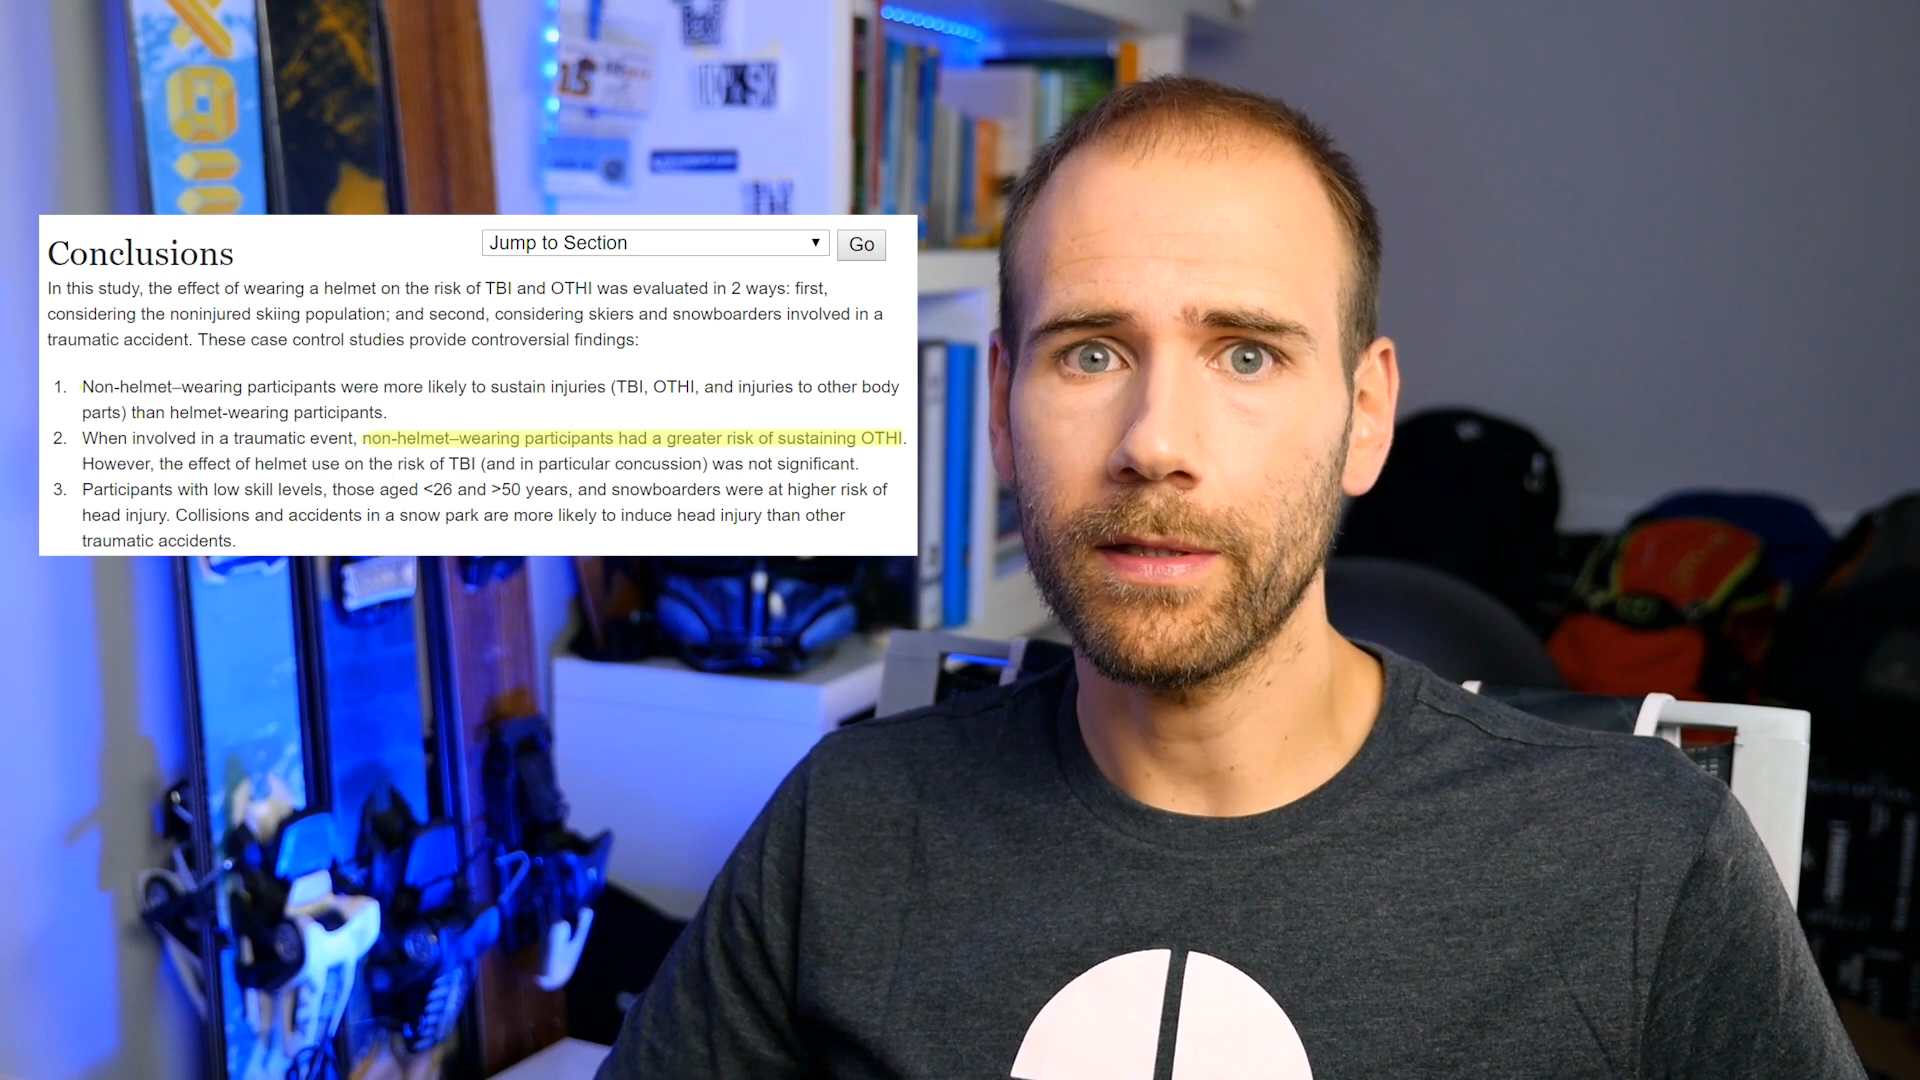 15
Conclusions
Jump to Section
Go
In this study, the effect of wearing a helmet on the risk of TBI and OTHI was evaluated in 2 ways: first,
considering the noninjured skiing population; and second, considering skiers and snowboarders involved in a
traumatic accident. These case control studies provide controversial findings:
1. Non-helmet–wearing participants were more likely to sustain injuries (TBI, OTHI, and injuries to other body
parts) than helmet-wearing participants.
2. When involved in a traumatic event, non-helmet–wearing participants had a greater risk of sustaining OTHI.
However, the effect of helmet use on the risk of TBI (and in particular concussion) was not significant.
3. Participants with low skill levels, those aged <26 and >50 years, and snowboarders were at higher risk of
head injury. Collisions and accidents in a snow park are more likely to induce head injury than other
traumatic accidents.